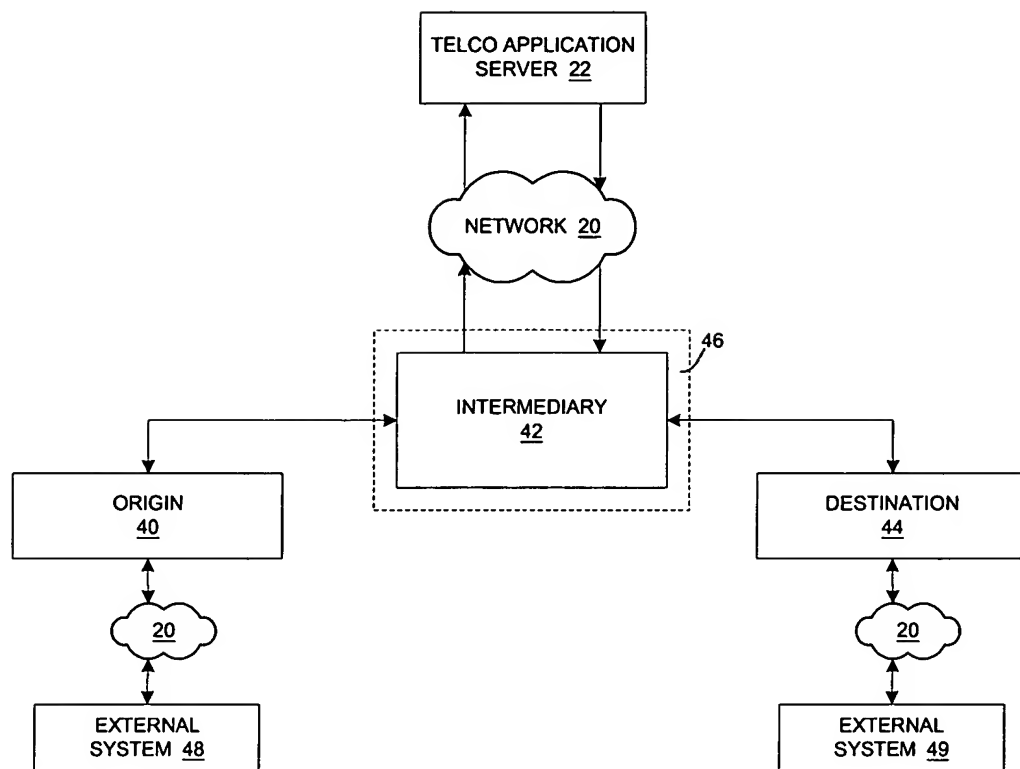 TELCO APPLICATION
SERVER 22
NETWORK 20
46
INTERMEDIARY
42
ORIGIN
40
DESTINATION
44
20
20
EXTERNAL
SYSTEM 48
EXTERNAL
SYSTEM 49